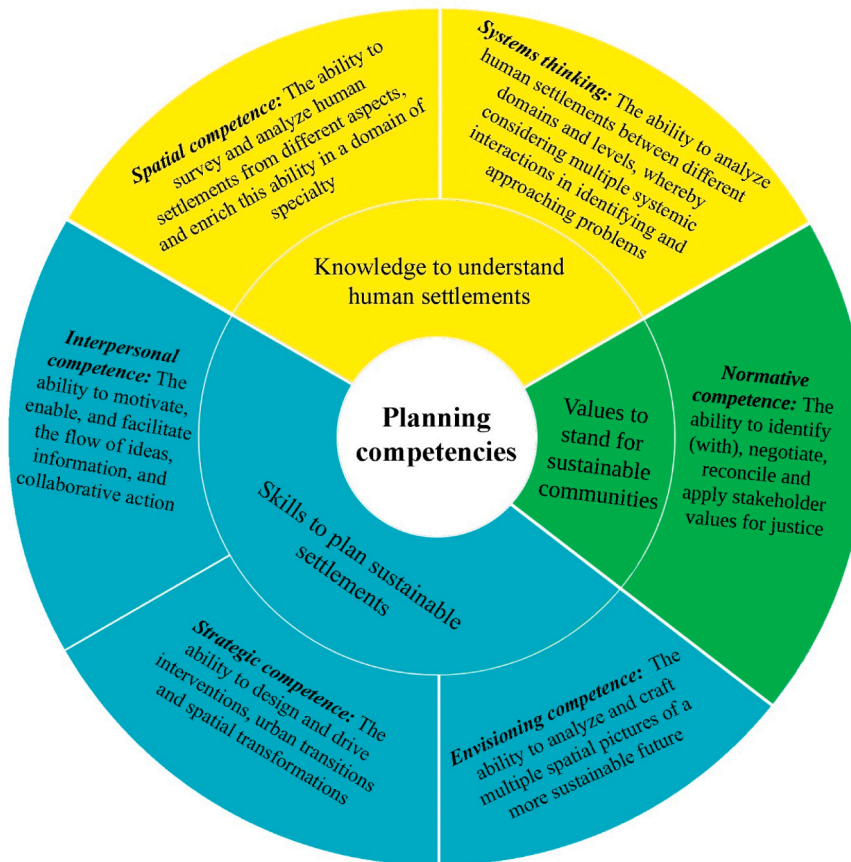 Spatial competence: The ability to
survey and analyze human
settlements from different aspects,
and enrich this ability in a domain of
specialty
Systems thinking: The ability to analyze
human settlements between different
domains and levels, whereby
considering multiple systemic
interactions in identifying and
approaching problems
Knowledge to understand
human settlements
Interpersonal
competence: The
ability to motivate,
enable, and facilitate
the flow of ideas,
information, and
collaborative action
Planning
competencies
Values to
stand for
sustainable
communities
Normative
competence: The
ability to identify
(with), negotiate,
reconcile and
apply stakeholder
values for justice
Skills to plan sustainable
settlements
Strategic competence: The
ability to design and drive
interventions, urban transitions
and spatial transformations
Envisioning competence: The
ability to analyze and craft
multiple spatial pictures of a
more sustainable future